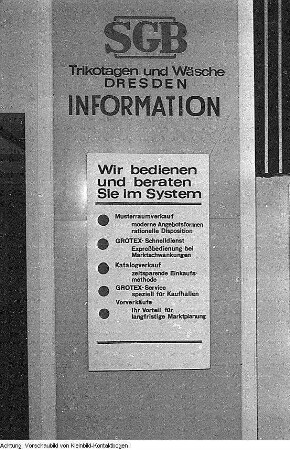 SGB
Trikotagen und Wäsche
DRESDEN
INFORMATION
Wir bedienen
und beraten
Sie im System
Musterraumverkauf
moderne Angebotsformen
rationelle Disposition
GROTEX-Schnelldienst
Expreßbedienung bei
Marktschwankungen
Katalogverkauf
zeitsparende Einkaufs-
methode
GROTEX-Service
speziell für Kaufhallen
Vorverkäufe
Ihr Vorteil für
langfristige Marktplanung
Achtung, Vorschaubild von Kleinbild-Kontaktbogen